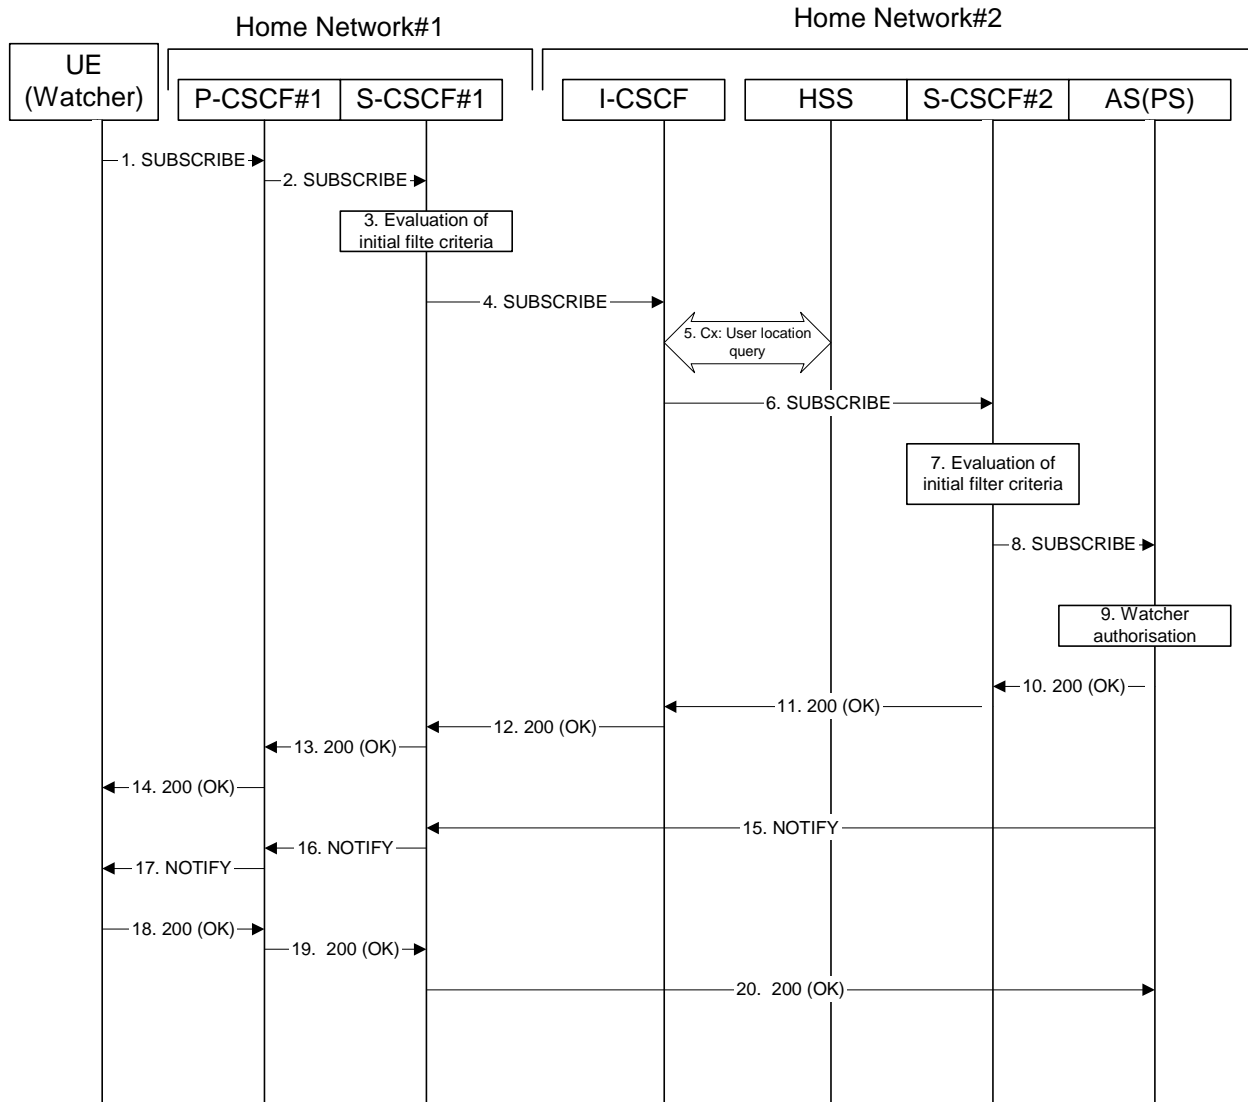 Home Network#1
Home Network#2
UE
(Watcher)
P-CSCF#1
S-CSCF#1
I-CSCF
HSS
S-CSCF#2
AS(PS)
1. SUBSCRIBE
2. SUBSCRIBE
3. Evaluation of
initial filte criteria
4. SUBSCRIBE
5. Cx: User location
query
6. SUBSCRIBE
7. Evaluation of
initial filter criteria
8. SUBSCRIBE
9. Watcher
authorisation
10. 200 (OK)
11. 200 (OK)
12. 200 (OK)
13. 200 (OK)
14. 200 (OK)
15. NOTIFY
16. NOTIFY
17. NOTIFY
18. 200 (OK)
19.  200 (OK)
20.  200 (OK)